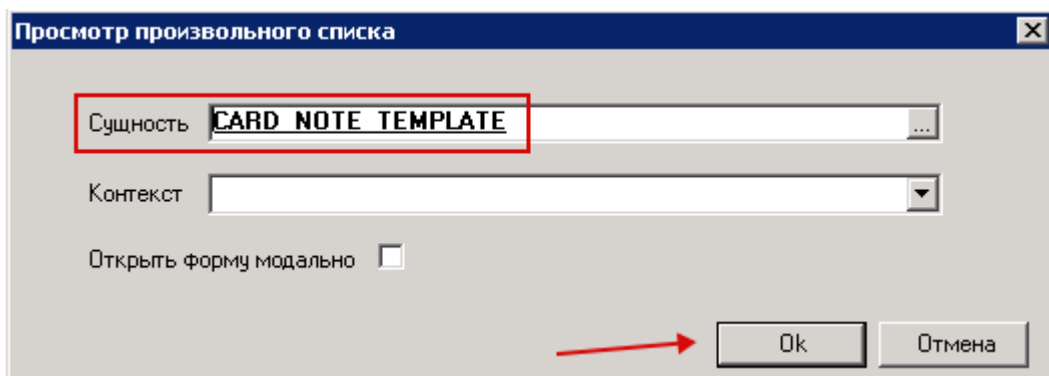 Просмотр произвольного списка
Сущность CARD_NOTE_TEMPLATE ...
Контекст
Открыть форму модально
Ok Отмена